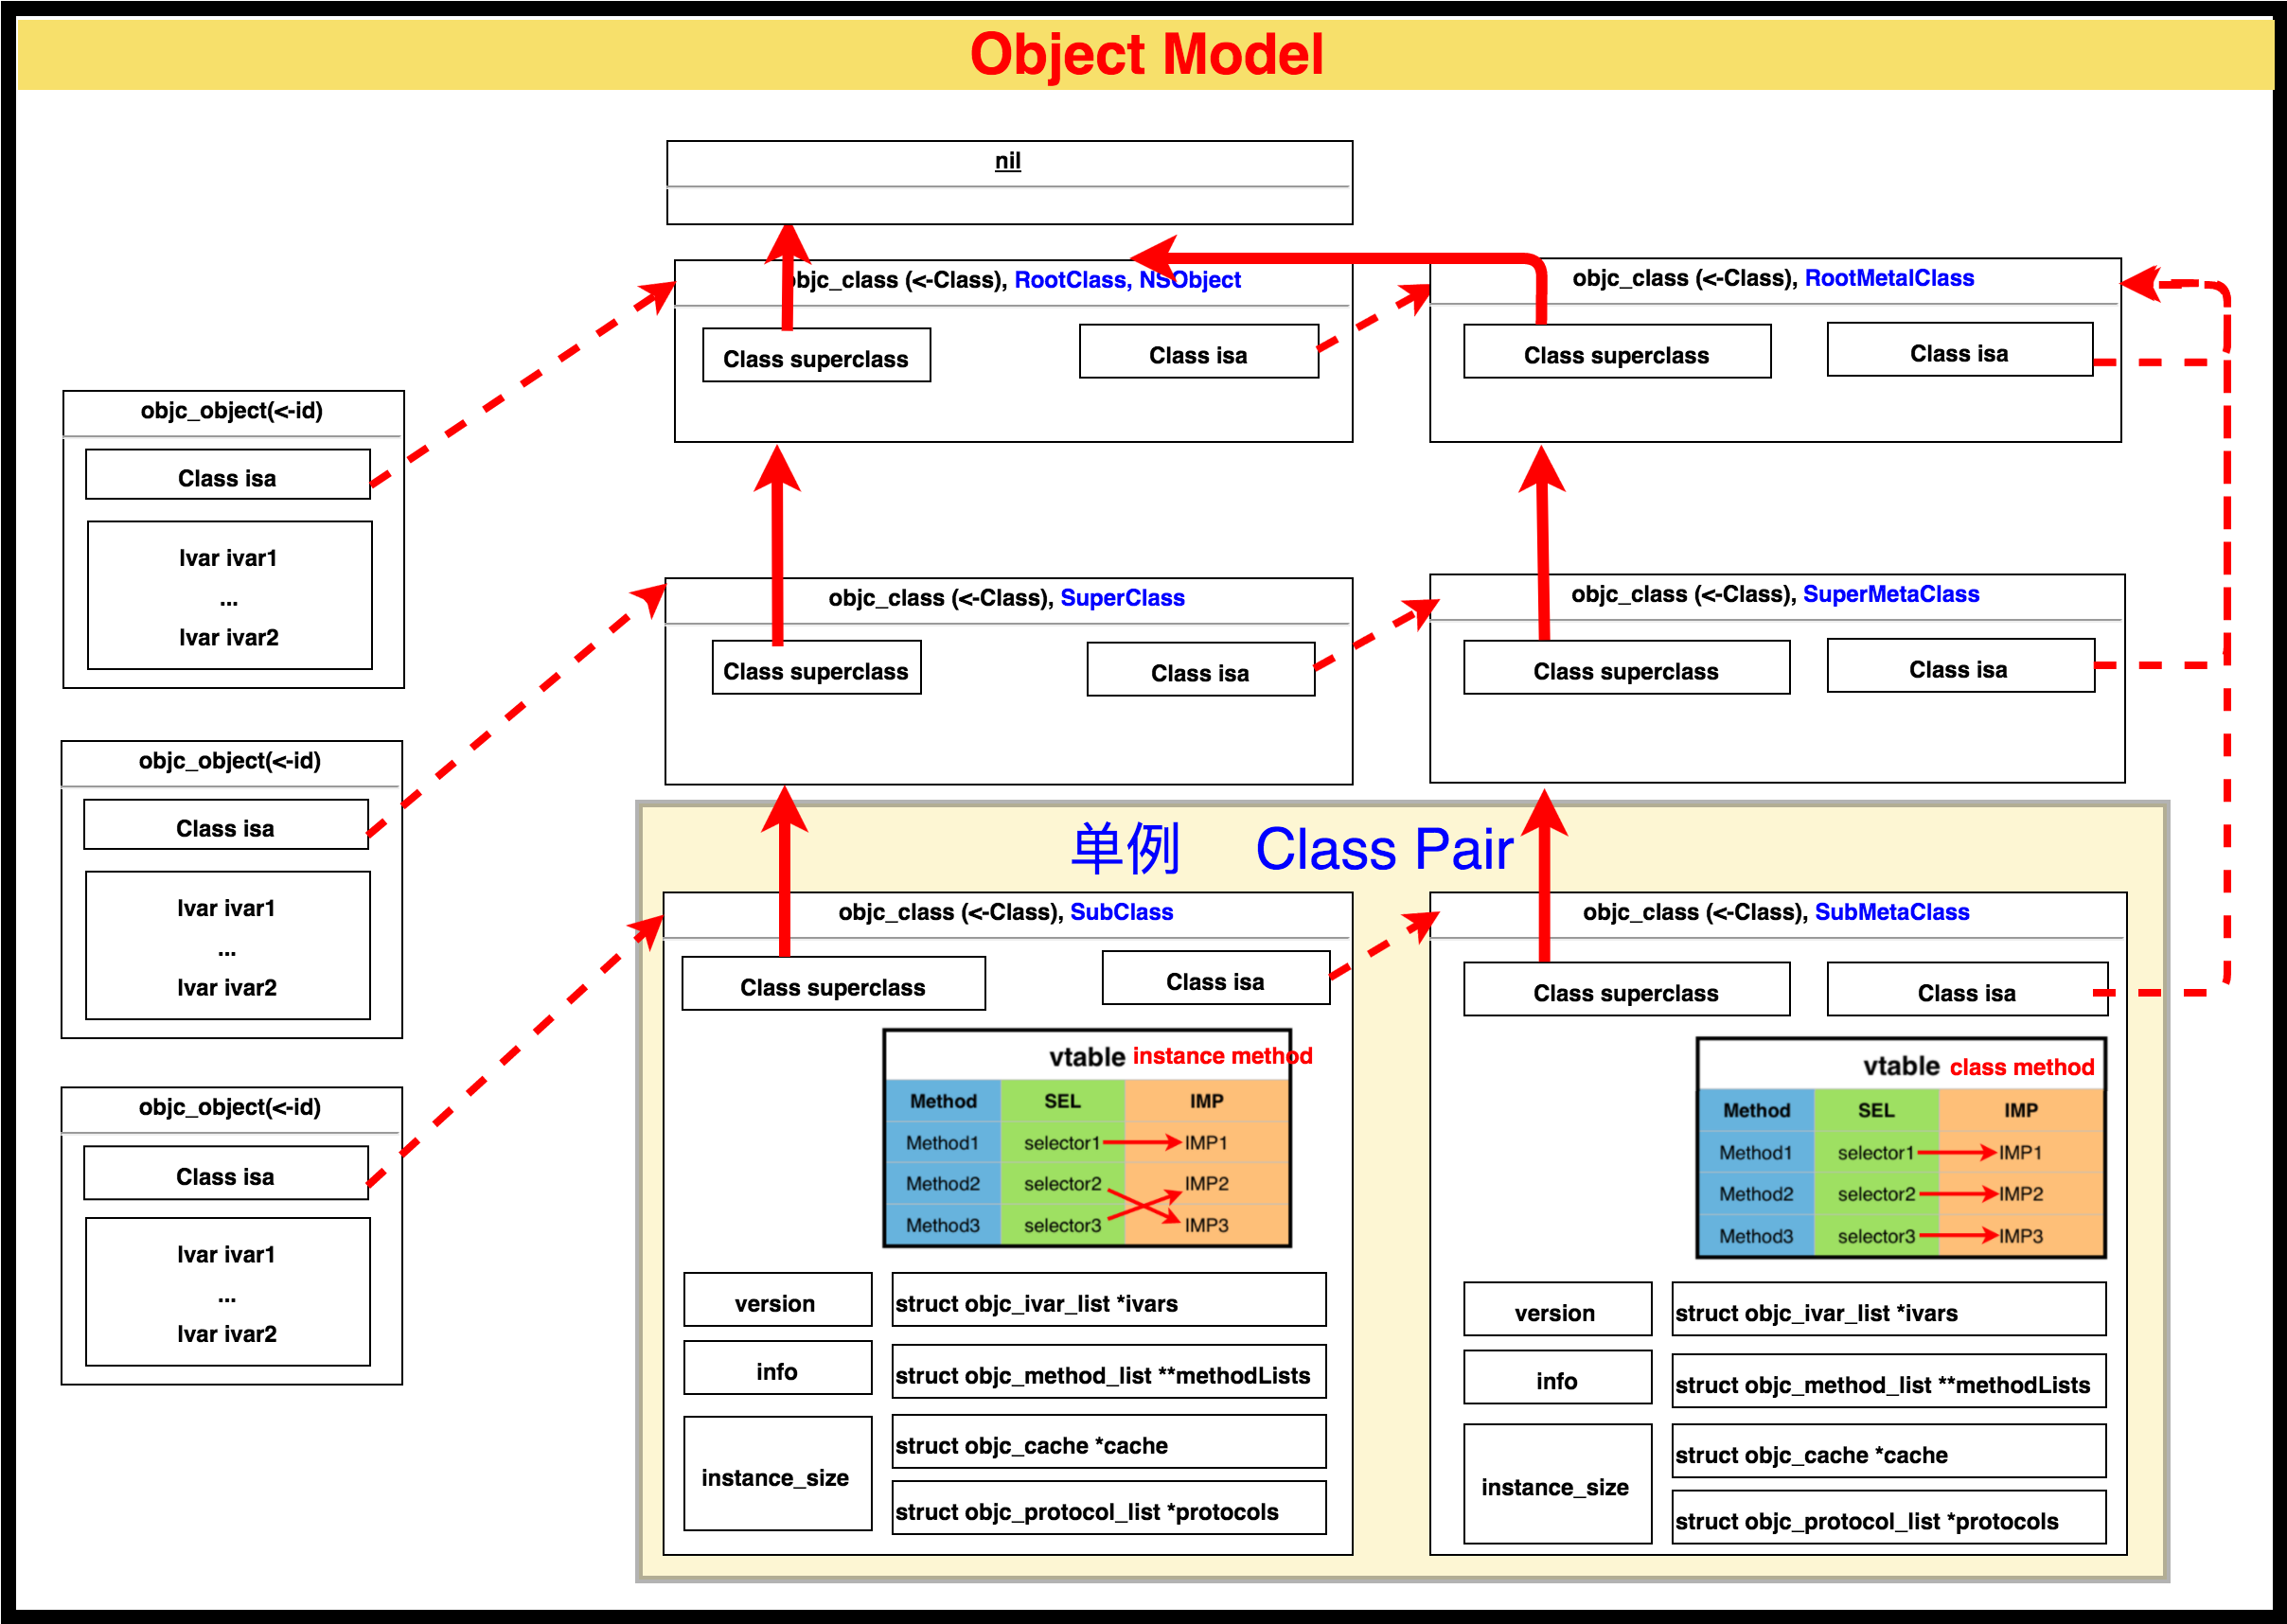 Object Model
nil
objc_class (<-Class), RootClass, NSObject
Class superclass
Class isa
objc_class (<-Class), RootMetalClass
Class superclass
Class isa
objc_object(<-id)
Class isa
Ivar ivar1
...
Ivar ivar2
objc_class (<-Class), SuperClass
Class superclass
Class isa
objc_class (<-Class), SuperMetaClass
Class superclass
Class isa
objc_object(<-id)
Class isa
Ivar ivar1
...
Ivar ivar2
单例 Class Pair
objc_class (<-Class), SubClass
Class superclass
Class isa
vtable instance method
Method SEL IMP
Method1 selector1 IMP1
Method2 selector2 IMP2
Method3 selector3 IMP3
version
struct objc_ivar_list *ivars
info
struct objc_method_list **methodLists
instance_size
struct objc_cache *cache
struct objc_protocol_list *protocols
objc_class (<-Class), SubMetaClass
Class superclass
Class isa
vtable class method
Method SEL IMP
Method1 selector1 IMP1
Method2 selector2 IMP2
Method3 selector3 IMP3
version
struct objc_ivar_list *ivars
info
struct objc_method_list **methodLists
instance_size
struct objc_cache *cache
struct objc_protocol_list *protocols
objc_object(<-id)
Class isa
Ivar ivar1
...
Ivar ivar2